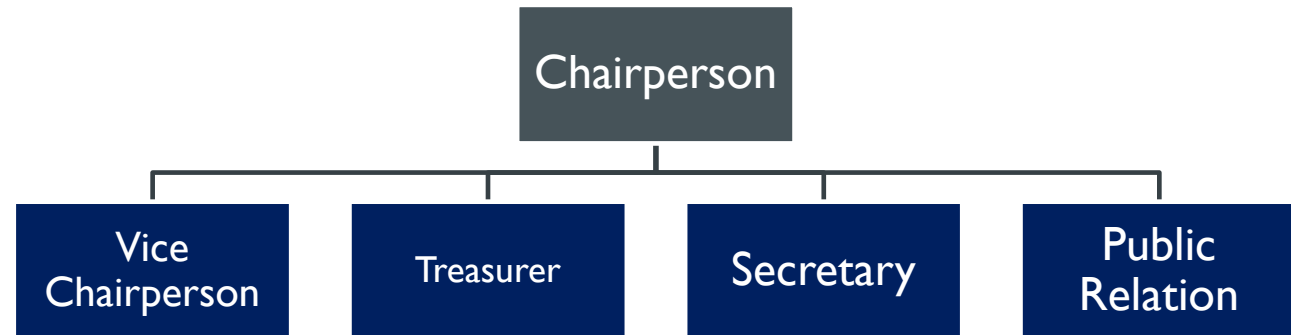 Chairperson
Vice
Chairperson
Treasurer
Secretary
Public
Relation